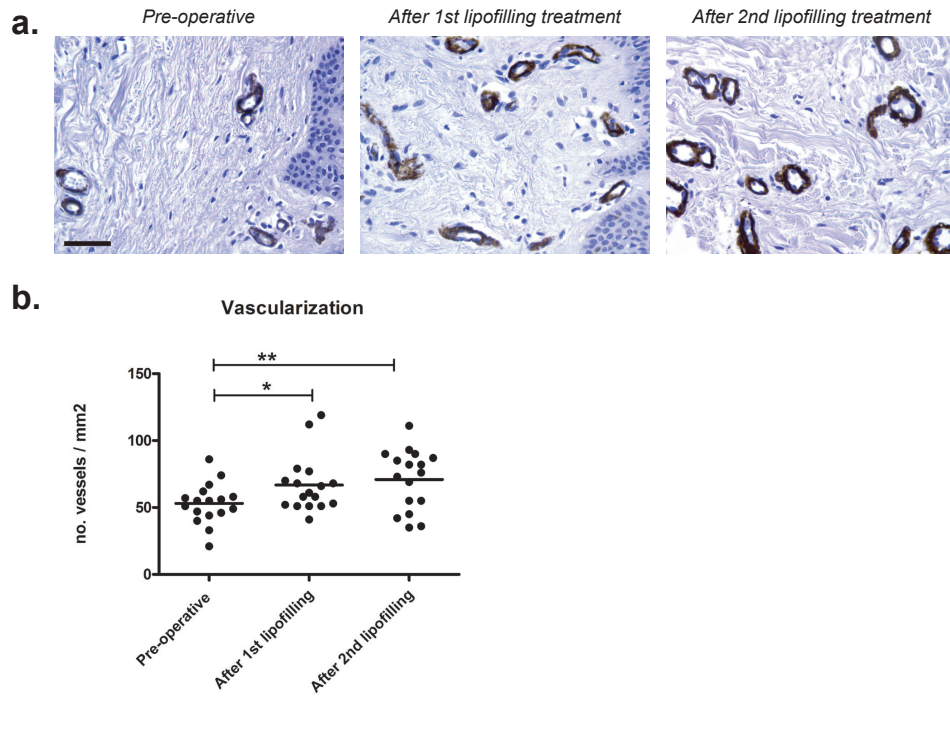 a.
Pre-operative
After 1st lipofilling treatment
After 2nd lipofilling treatment
b.
Vascularization
**
*
150
100
50
0
no. vessels / mm2
Pre-operative
After 1st lipofilling
After 2nd lipofilling